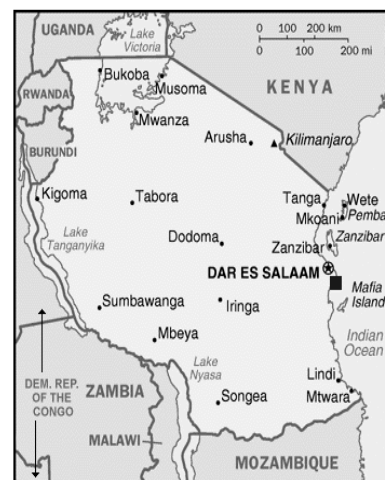 UGANDA
Lake
Victoria
0 100 200 km
0 100 200 mi
Bukoba
Musoma
KENYA
RWANDA
Mwanza
Arusha
Kilimanjaro
BURUNDI
Kigoma
Tabora
Tanga
Wete
Mkoani
Pemba
Lake
Tanganyika
Dodoma
Zanzibar
Zanzibar
DAR ES SALAAM
Mafia
Island
Sumbawanga
Iringa
Mbeya
Indian
Ocean
Lake
Nyasa
Lindi
DEM. REP.
OF THE
CONGO
ZAMBIA
Songea
Mtwara
MALAWI
MOZAMBIQUE